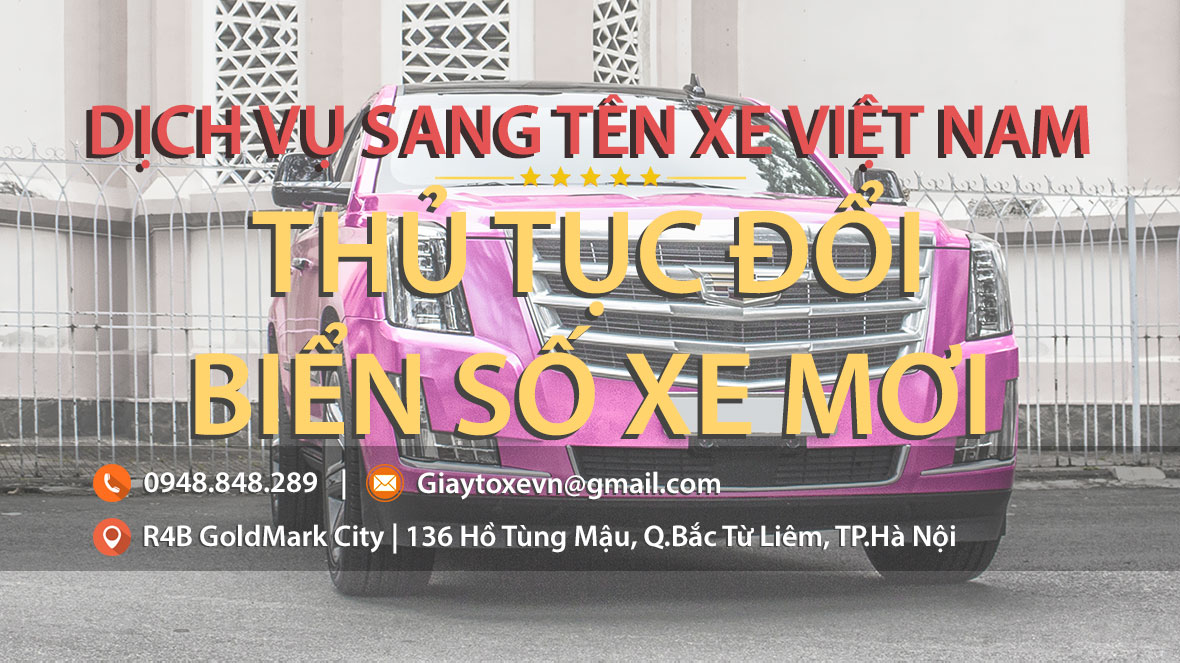 DỊCH VỤ SANG TÊN XE VIỆT NAM
THỦ TỤC ĐỔI
BIỂN SỐ XE MƠI
0948.848.289 | Giaytoxevn@gmail.com
R4B GoldMark City | 136 Hồ Tùng Mậu, Q.Bắc Từ Liêm, TP.Hà Nội